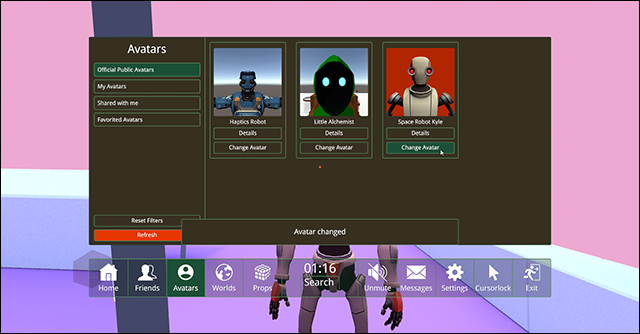 Avatars
Official Public Avatars
My Avatars
Shared with me
Favorited Avatars
Reset Filters
Refresh
Haptics Robot
Details
Change Avatar
Little Alchemist
Details
Change Avatar
Space Robot Kyle
Details
Change Avatar
Avatar changed
Home
Friends
Avatars
Worlds
Props
01:16
Search
Unmute
Messages
Settings
Cursorlock
Exit